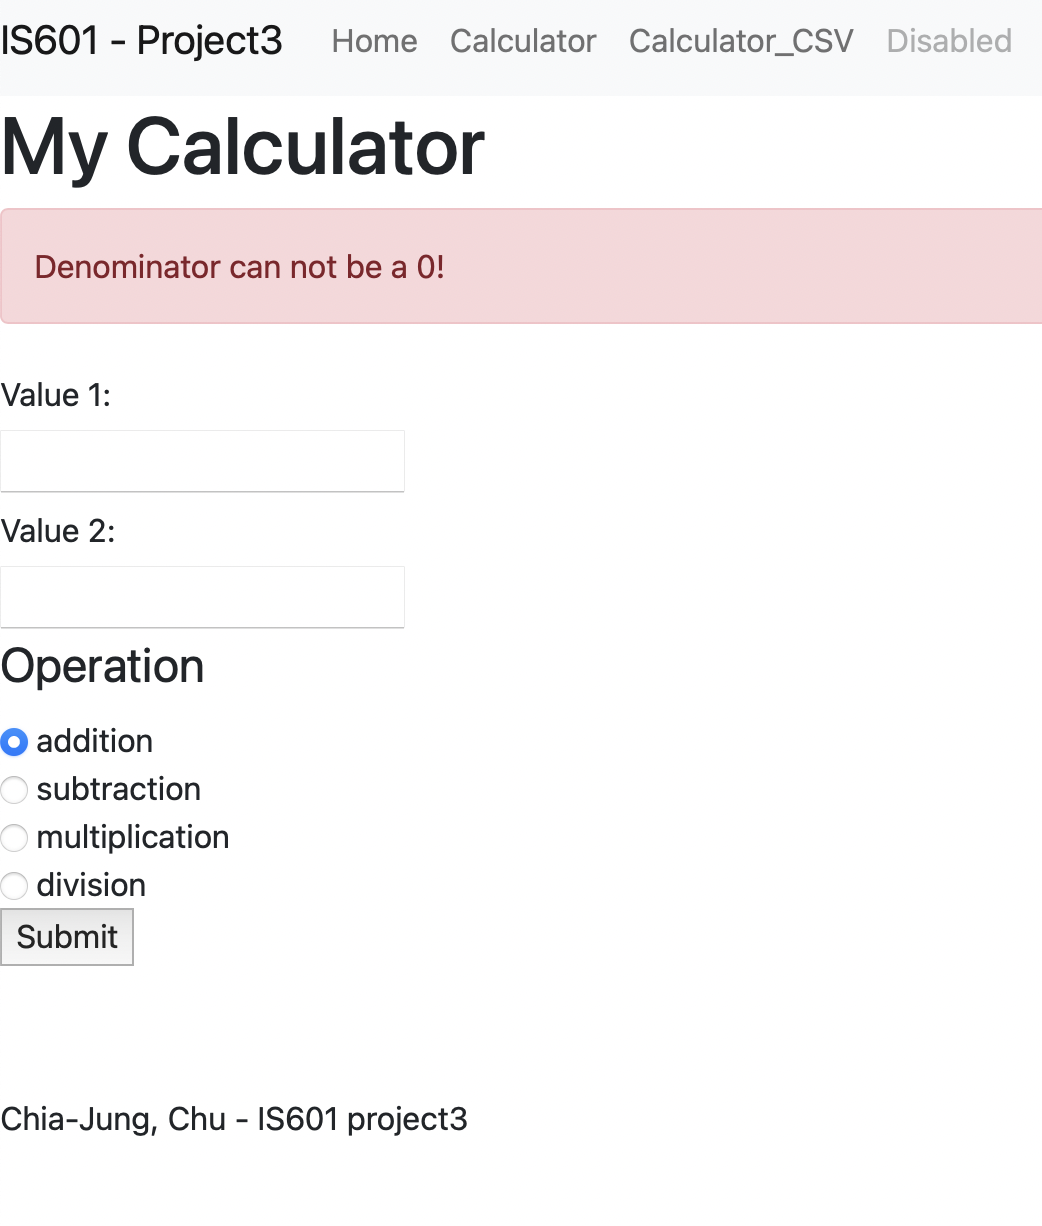 IS601 - Project3 Home Calculator Calculator_CSV Disabled
My Calculator
Denominator can not be a 0!
Value 1:
Value 2:
Operation
addition
subtraction
multiplication
division
Submit
Chia-Jung, Chu - IS601 project3